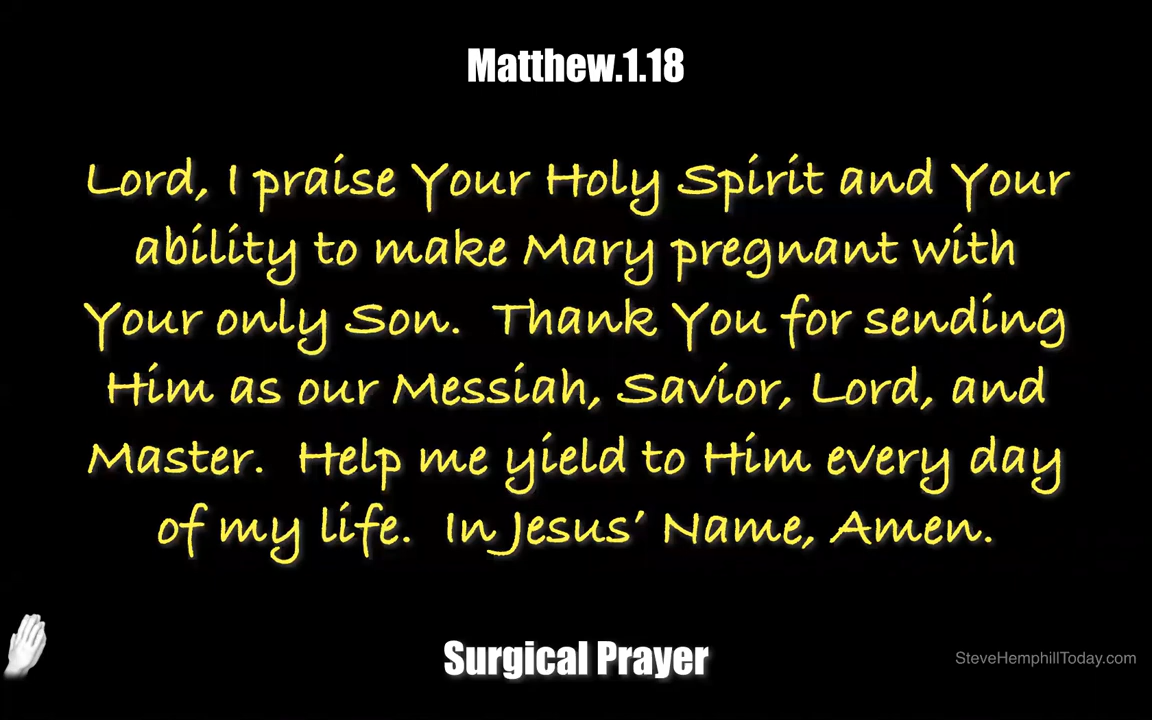 Matthew.1.18
Lord, I praise Your Holy Spirit and Your
ability to make Mary pregnant with
Your only Son.  Thank You for sending
Him as our Messiah, Savior, Lord, and
Master.  Help me yield to Him every day
of my life.  In Jesus’ Name, Amen.
Surgical Prayer
SteveHemphillToday.com